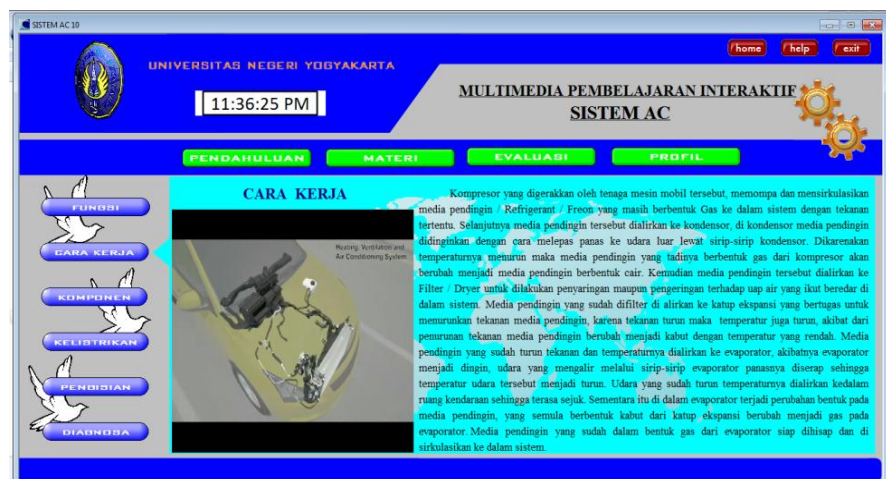 SISTEM AC 10
home
help
exit
UNIVERSITAS NEGERI YOGYAKARTA
11:36:25 PM
MULTIMEDIA PEMBELAJARAN INTERAKTIF
SISTEM AC
PENDAHULUAN
MATERI
EVALUASI
PROFIL
FUNGSI
CARA KERJA
KOMPONEN
KELISTRIKAN
PENGISIAN
DIAGNOSA
CARA KERJA
Heating, Ventilation and
Air Conditioning System
Kompresor yang digerakkan oleh tenaga mesin mobil tersebut, memompa dan mensirkulasikan
media pendingin / Refrigerant / Freon yang masih berbentuk Gas ke dalam sistem dengan tekanan
tertentu. Selanjutnya media pendingin tersebut dialirkan ke kondensor, di kondensor media pendingin
didinginkan dengan cara melepas panas ke udara luar lewat sirip-sirip kondensor. Dikarenakan
temperaturnya menurun maka media pendingin yang tadinya berbentuk gas dari kompresor akan
berubah menjadi media pendingin berbentuk cair. Kemudian media pendingin tersebut dialirkan ke
Filter / Dryer untuk dilakukan penyaringan maupun pengeringan terhadap uap air yang ikut beredar di
dalam sistem. Media pendingin yang sudah difilter di alirkan ke katup ekspansi yang bertugas untuk
menurunkan tekanan media pendingin, karena tekanan turun maka temperatur juga turun, akibat dari
penurunan tekanan media pendingin berubah menjadi kabut dengan temperatur yang rendah. Media
pendingin yang sudah turun tekanan dan temperaturnya dialirkan ke evaporator, akibatnya evaporator
menjadi dingin, udara yang mengalir melalui sirip-sirip evaporator panasnya diserap sehingga
temperatur udara tersebut menjadi turun. Udara yang sudah turun temperaturnya dialirkan kedalam
ruang kendaraan sehingga terasa sejuk. Sementara itu di dalam evaporator terjadi perubahan bentuk pada
media pendingin, yang semula berbentuk kabut dari katup ekspansi berubah menjadi gas pada
evaporator. Media pendingin yang sudah dalam bentuk gas dari evaporator siap dihisap dan di
sirkulasikan ke dalam sistem.